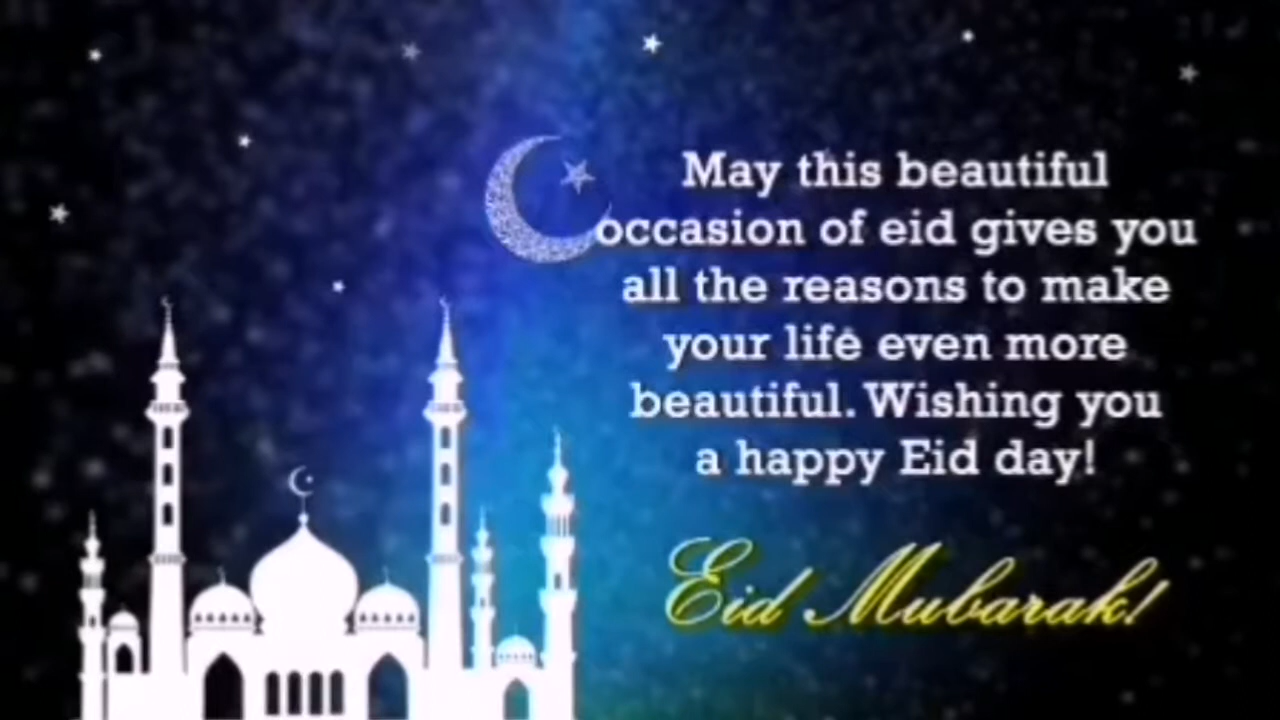 May this beautiful
occasion of eid gives you
all the reasons to make
your life even more
beautiful. Wishing you
a happy Eid day!
Eid Mubarak!